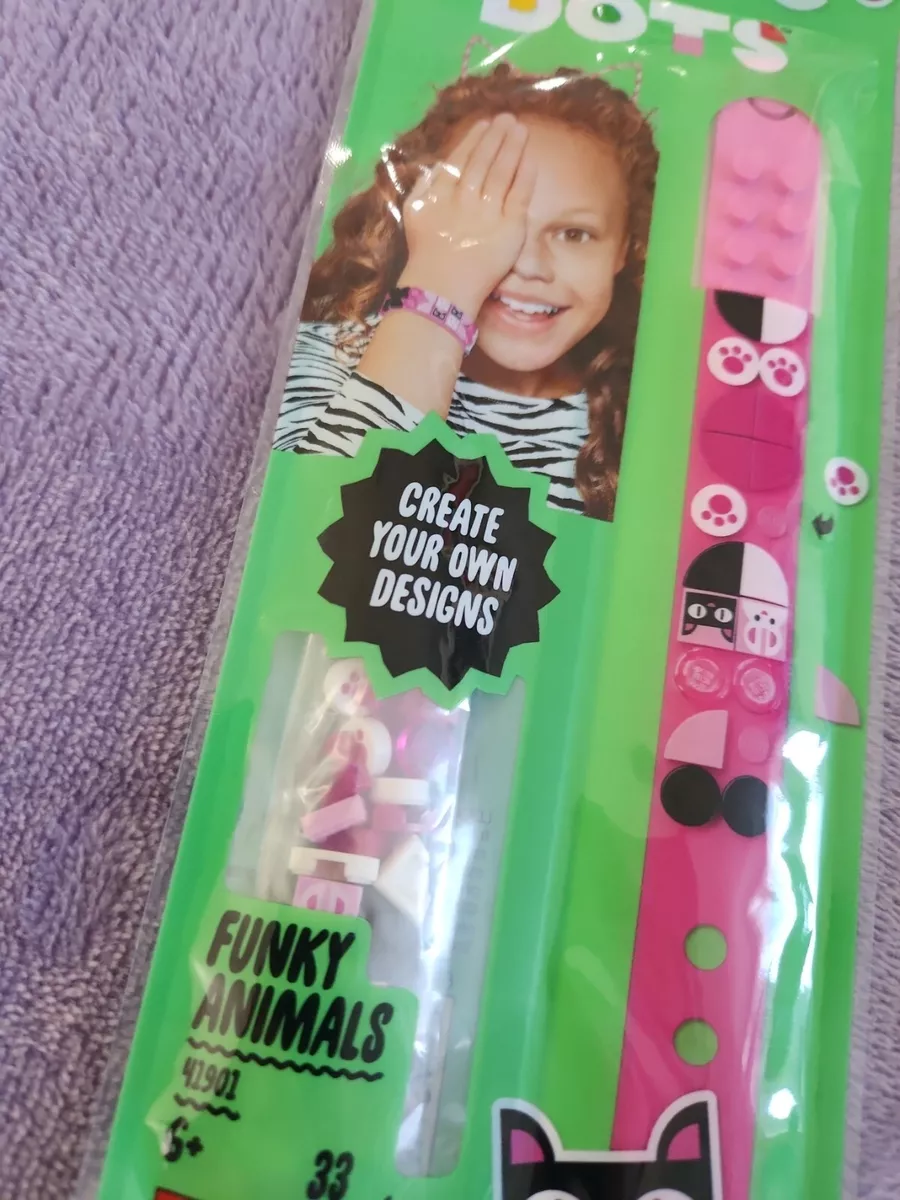 DOTS
CREATE
YOUR OWN
DESIGNS
FUNKY
ANIMALS
41901
6+
33